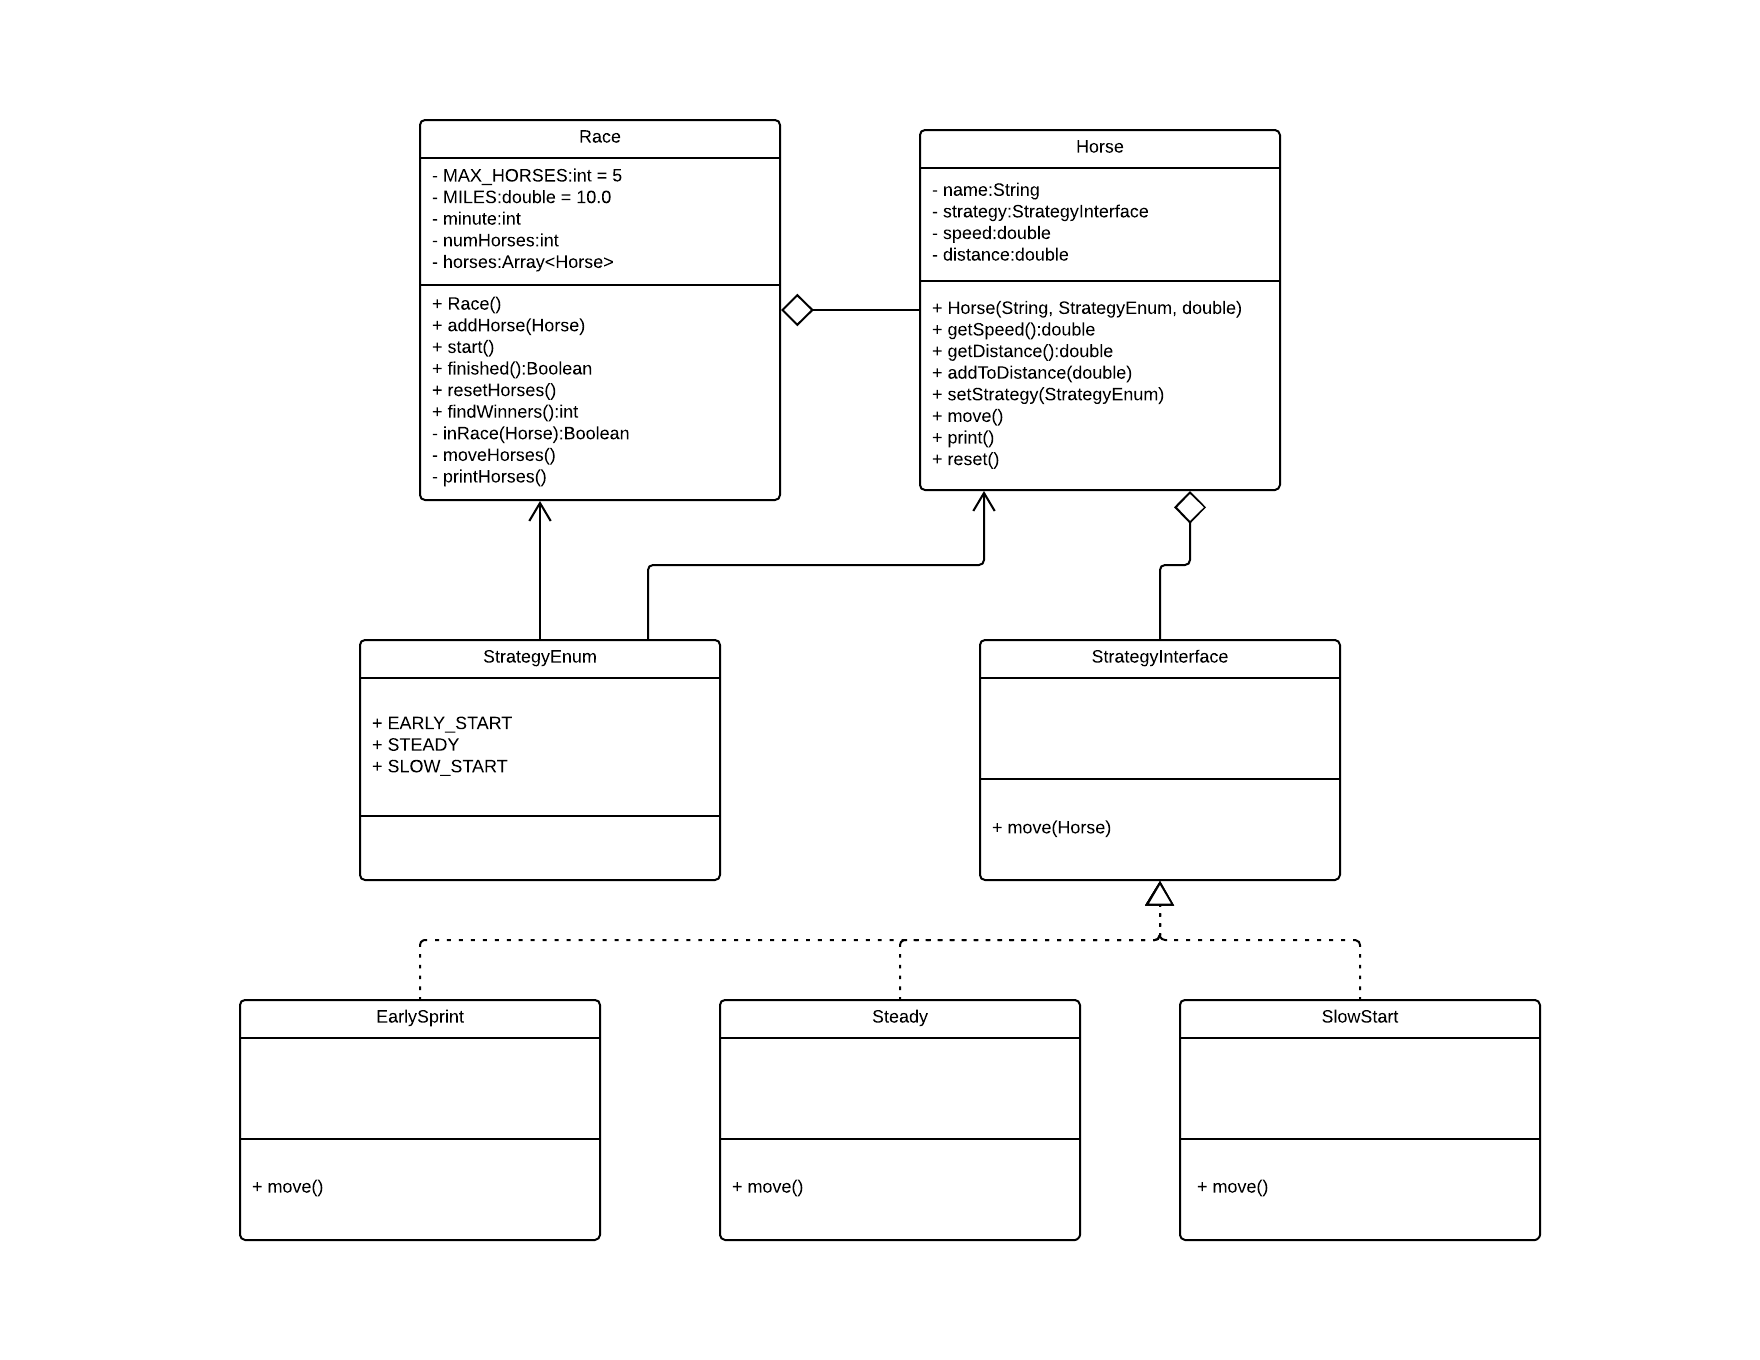 Race
- MAX_HORSES:int = 5
- MILES:double = 10.0
- minute:int
- numHorses:int
- horses:Array<Horse>
+ Race()
+ addHorse(Horse)
+ start()
+ finished():Boolean
+ resetHorses()
+ findWinners():int
- inRace(Horse):Boolean
- moveHorses()
- printHorses()
Horse
- name:String
- strategy:StrategyInterface
- speed:double
- distance:double
+ Horse(String, StrategyEnum, double)
+ getSpeed():double
+ getDistance():double
+ addToDistance(double)
+ setStrategy(StrategyEnum)
+ move()
+ print()
+ reset()
StrategyEnum
+ EARLY_START
+ STEADY
+ SLOW_START
StrategyInterface
+ move(Horse)
EarlySprint
+ move()
Steady
+ move()
SlowStart
+ move()